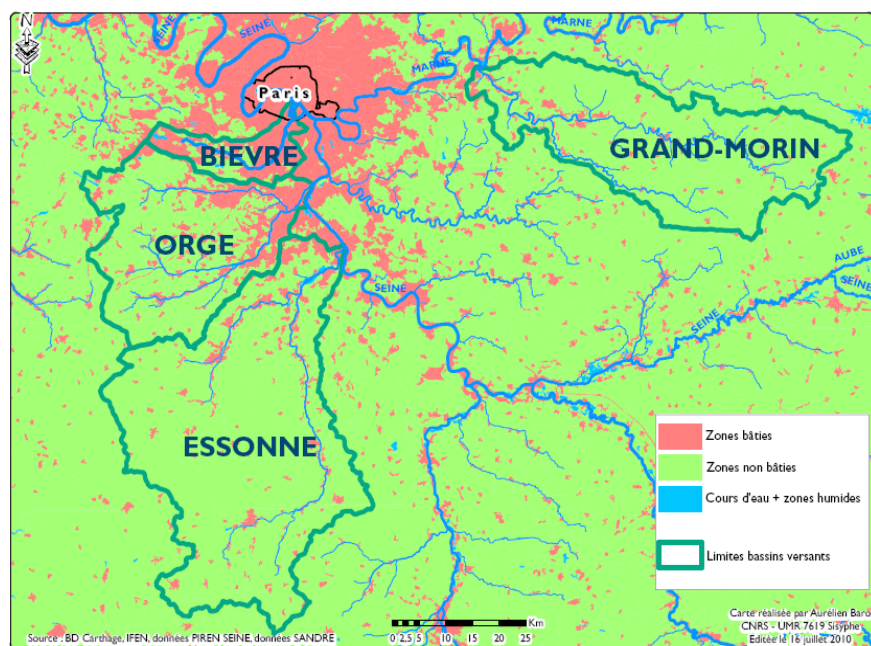 N
SEINE
SEINE
MARNE
MARNE
Paris
BIEVRE
GRAND-MORIN
ORGE
AUBE
SEINE
SEINE
SEINE
ESSONNE
Zones bâties
Zones non bâties
Cours d'eau + zones humides
Limites bassins versants
Km
0 2,5 5 10 15 20 25
Source : BD Carthage, IFEN, données PIREN SEINE, données SANDRE
Carte réalisée par Aurélien Baro
CNRS - UMR 7619 Sisyphe
Editée le 16 juillet 2010